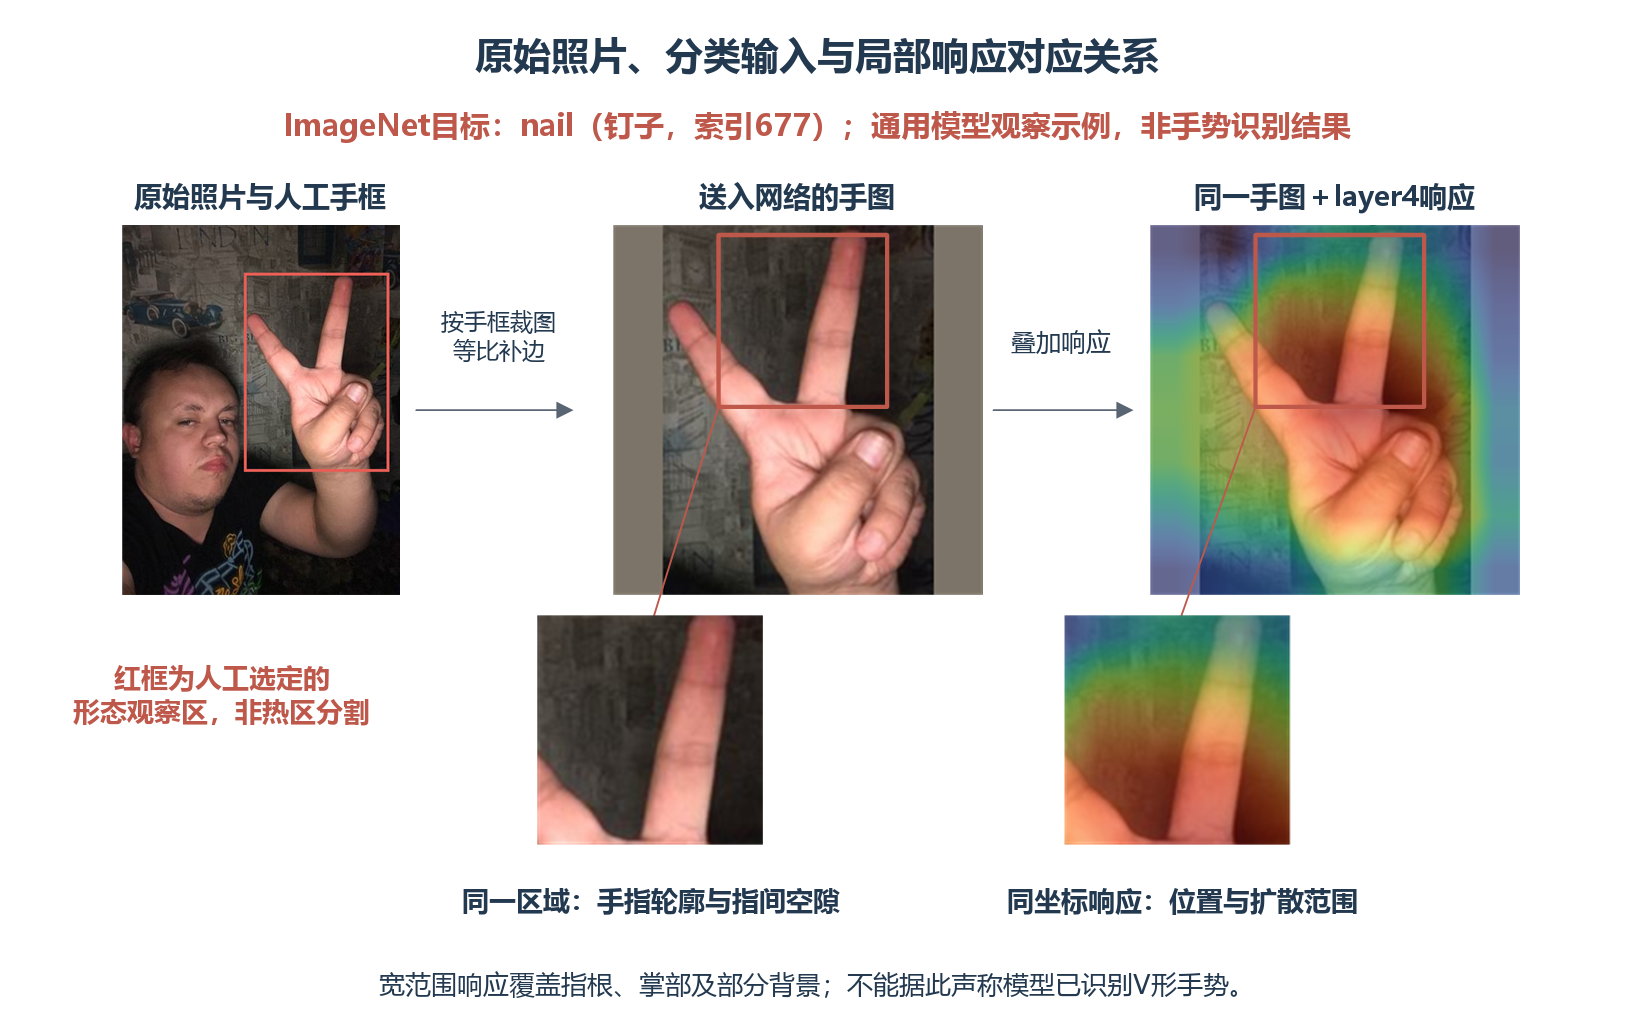 原始照片、分类输入与局部响应对应关系
ImageNet目标：nail（钉子，索引677）；通用模型观察示例，非手势识别结果
原始照片与人工手框
送入网络的手图
同一手图＋layer4响应
按手框裁图
等比补边
叠加响应
红框为人工选定的
形态观察区，非热区分割
同一区域：手指轮廓与指间空隙
同坐标响应：位置与扩散范围
宽范围响应覆盖指根、掌部及部分背景；不能据此声称模型已识别V形手势。